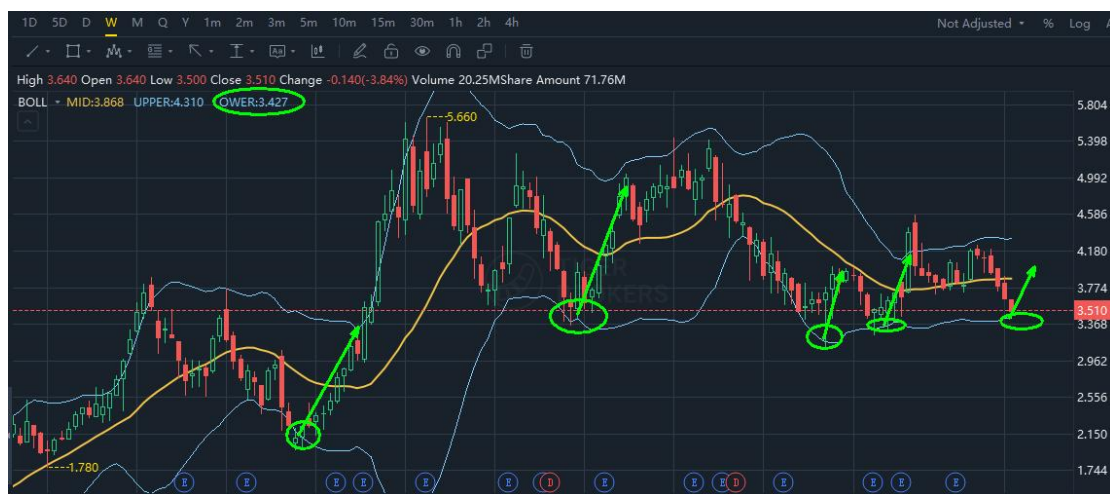 1D 5D D W M Q Y 1m 2m 3m 5m 10m 15m 30m 1h 2h 4h Not Adjusted % Log
High 3.640 Open 3.640 Low 3.500 Close 3.510 Change -0.140(-3.84%) Volume 20.25MShare Amount 71.76M
BOLL MID:3.868 UPPER:4.310 OWER:3.427
5.804
5.660
5.398
4.992
4.586
4.180
TIGER
BROKERS
3.774
3.510
3.368
2.962
2.556
2.150
1.780
1.744
E E E E E E D E E E D E E E E